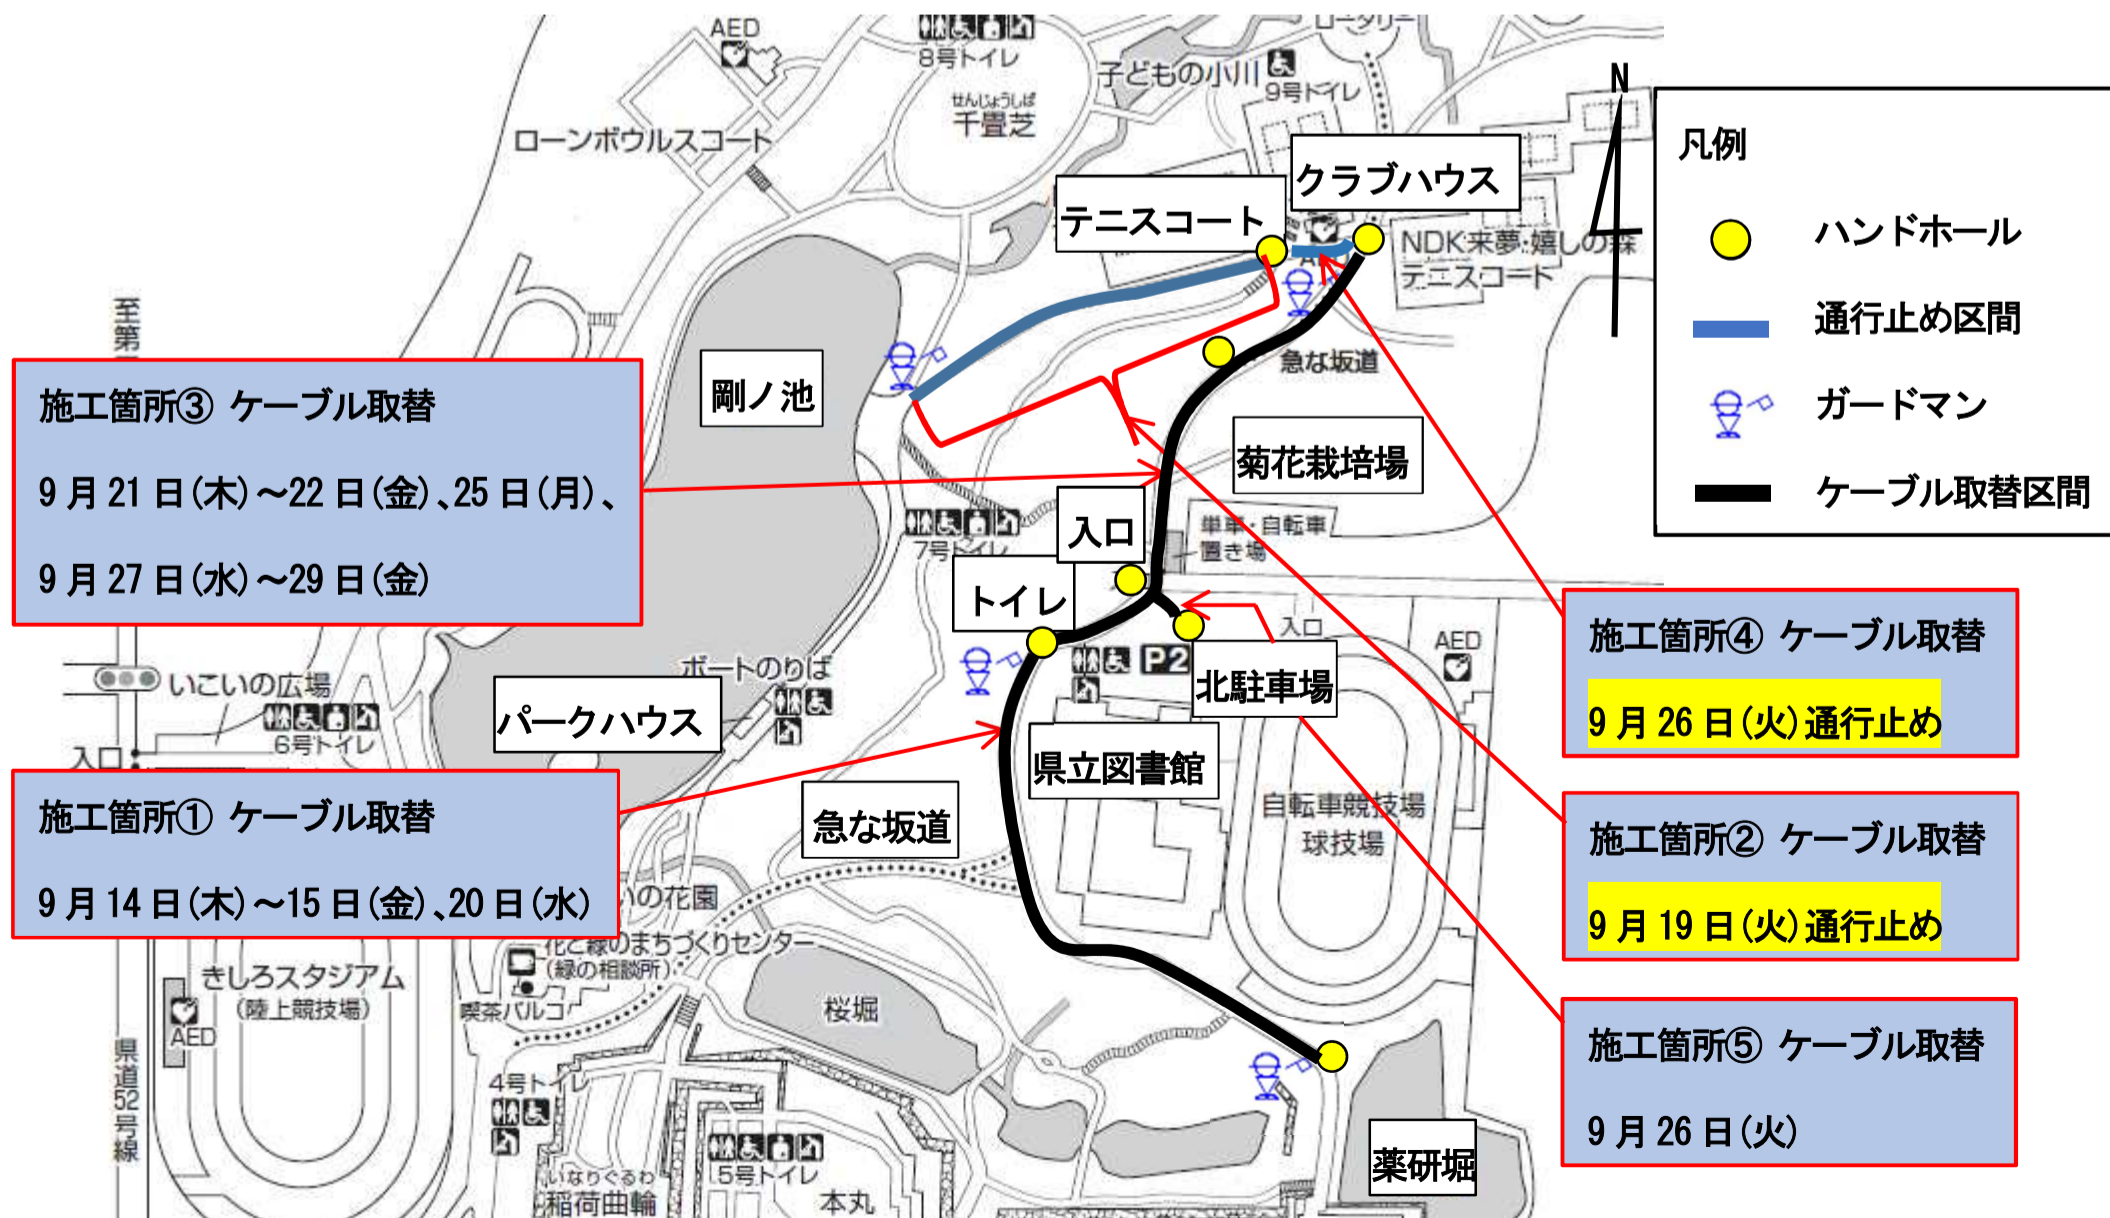 AED
8号トイレ
ロータリー
子どもの小川
9号トイレ
せんじょうしば
千畳芝
ローンボウルスコート
N
凡例
ハンドホール
通行止め区間
ガードマン
ケーブル取替区間
クラブハウス
テニスコート
NDK来夢・嬉しの森
テニスコート
至第
急な坂道
剛ノ池
施工箇所③ ケーブル取替
9月21日(木)～22日(金)、25日(月)、
9月27日(水)～29日(金)
菊花栽培場
入口
単車・自転車
置き場
7号トイレ
トイレ
入口
AED
P2
北駐車場
施工箇所④ ケーブル取替
9月26日(火)通行止め
いこいの広場
6号トイレ
入口
ボートのりば
パークハウス
県立図書館
施工箇所① ケーブル取替
9月14日(木)～15日(金)、20日(水)
急な坂道
自転車競技場
球技場
施工箇所② ケーブル取替
9月19日(火)通行止め
いの花園
花と緑のまちづくりセンター
(緑の相談所)
喫茶パルコ
きしろスタジアム
(陸上競技場)
AED
桜堀
施工箇所⑤ ケーブル取替
9月26日(火)
県道52号線
4号トイレ
5号トイレ
いなりぐるわ
稲荷曲輪
本丸
薬研堀